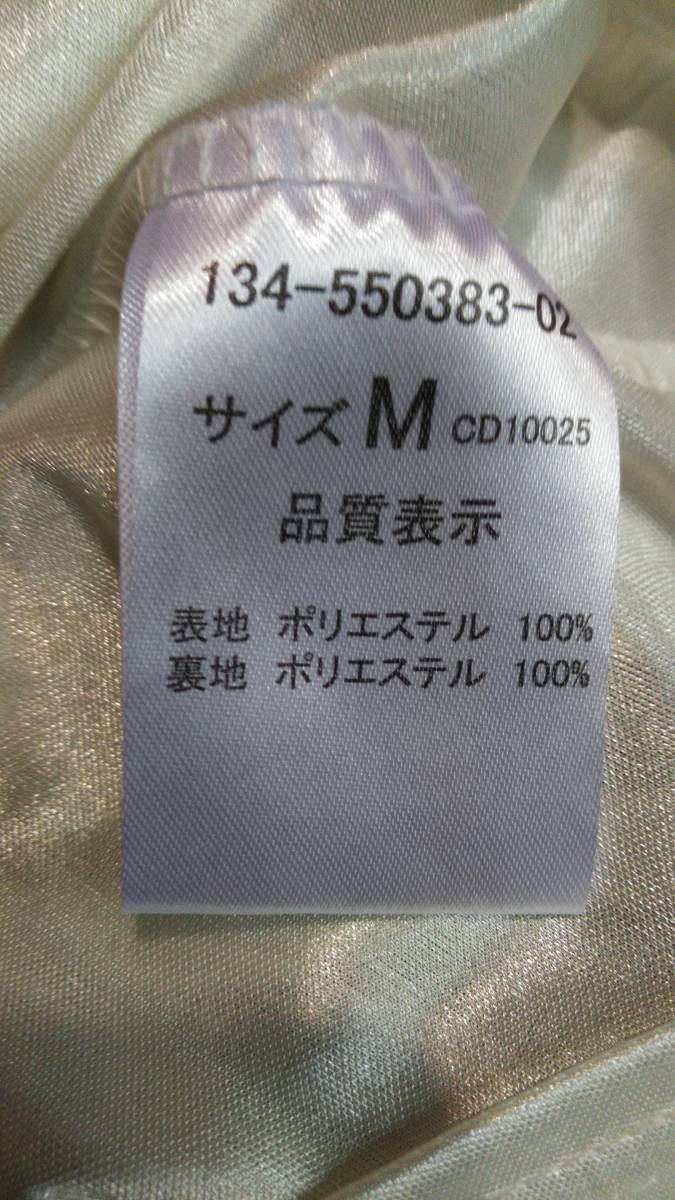 134-550383-02
サイズ M CD10025
品質表示
表地 ポリエステル 100%
裏地 ポリエステル 100%